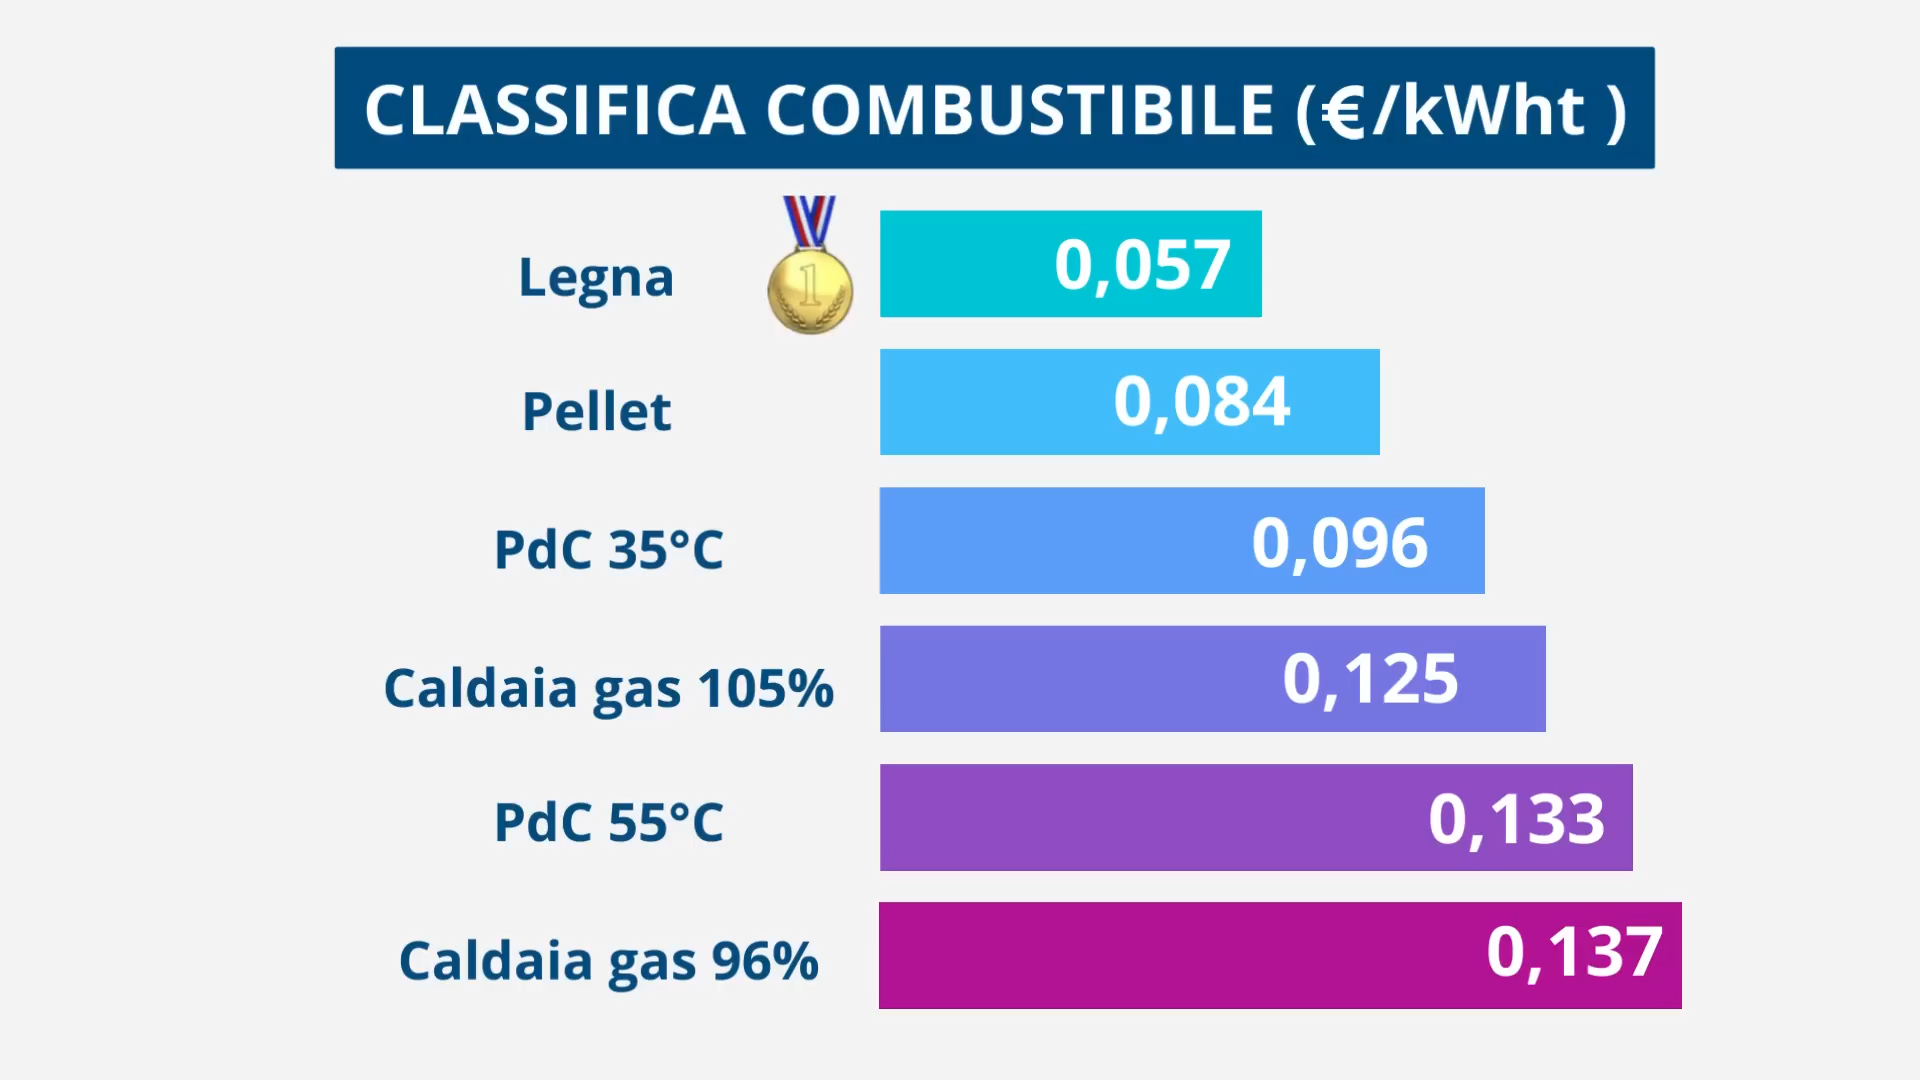 CLASSIFICA COMBUSTIBILE (€/kWht )
Legna 1 0,057
Pellet 0,084
PdC 35°C 0,096
Caldaia gas 105% 0,125
PdC 55°C 0,133
Caldaia gas 96% 0,137